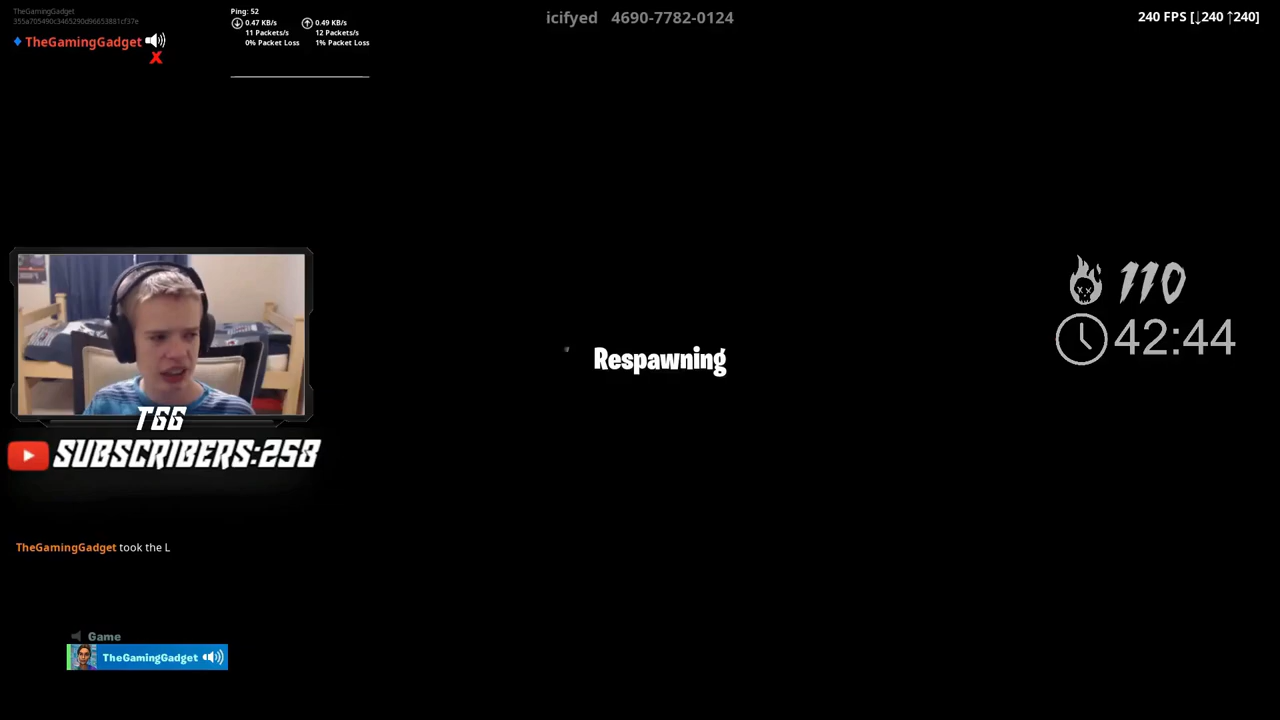 TheGamingGadget
355a705490c3465290d96653881cf37e
TheGamingGadget
X
Ping: 52
0.47 KB/s 0.49 KB/s
11 Packets/s 12 Packets/s
0% Packet Loss 1% Packet Loss
icifyed 4690-7782-0124
240 FPS [↓240 ↑240]
110
42:44
Respawning
TGG
SUBSCRIBERS:258
TheGamingGadget took the L
Game
TheGamingGadget